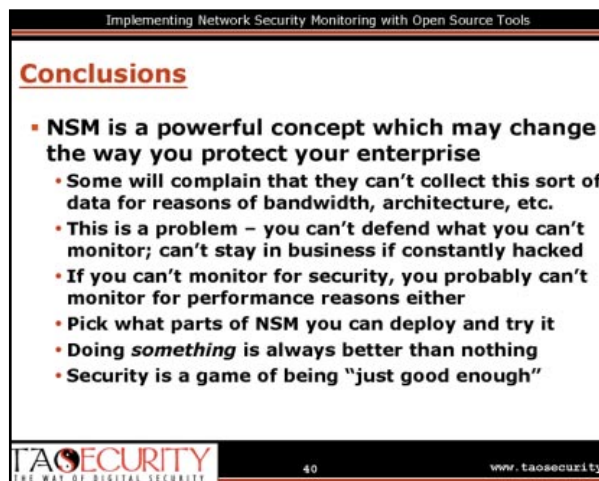 Implementing Network Security Monitoring with Open Source Tools
Conclusions
▪ NSM is a powerful concept which may change
the way you protect your enterprise
• Some will complain that they can't collect this sort of
data for reasons of bandwidth, architecture, etc.
• This is a problem – you can't defend what you can't
monitor; can't stay in business if constantly hacked
• If you can't monitor for security, you probably can't
monitor for performance reasons either
• Pick what parts of NSM you can deploy and try it
• Doing something is always better than nothing
• Security is a game of being “just good enough”
TAOSECURITY
THE WAY OF DIGITAL SECURITY
40
www.taosecurity